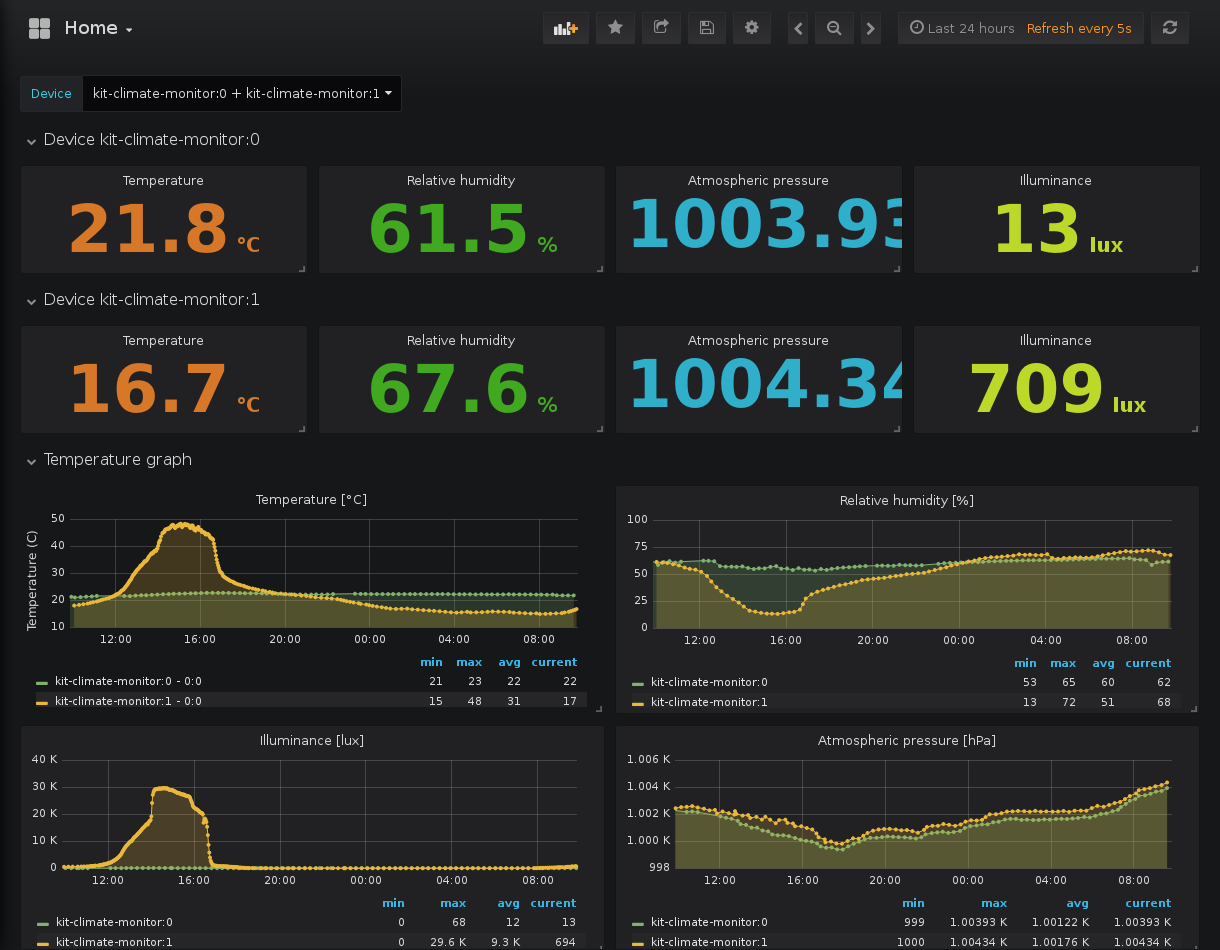 Home
Last 24 hours Refresh every 5s
Device kit-climate-monitor:0 + kit-climate-monitor:1
Device kit-climate-monitor:0
Temperature Relative humidity Atmospheric pressure Illuminance
21.8 °C 61.5 % 1003.93 13 lux
Device kit-climate-monitor:1
Temperature Relative humidity Atmospheric pressure Illuminance
16.7 °C 67.6 % 1004.34 709 lux
Temperature graph
Temperature [°C]
Temperature (C)
50
40
30
20
10
12:00 16:00 20:00 00:00 04:00 08:00
min max avg current
kit-climate-monitor:0 - 0:0 21 23 22 22
kit-climate-monitor:1 - 0:0 15 48 31 17
Relative humidity [%]
100
75
50
25
0
12:00 16:00 20:00 00:00 04:00 08:00
min max avg current
kit-climate-monitor:0 53 65 60 62
kit-climate-monitor:1 13 72 51 68
Illuminance [lux]
40 K
30 K
20 K
10 K
0
12:00 16:00 20:00 00:00 04:00 08:00
min max avg current
kit-climate-monitor:0 0 68 12 13
kit-climate-monitor:1 0 29.6 K 9.3 K 694
Atmospheric pressure [hPa]
1.006 K
1.004 K
1.002 K
1.000 K
998
12:00 16:00 20:00 00:00 04:00 08:00
min max avg current
kit-climate-monitor:0 999 1.00393 K 1.00122 K 1.00393 K
kit-climate-monitor:1 1000 1.00434 K 1.00176 K 1.00434 K